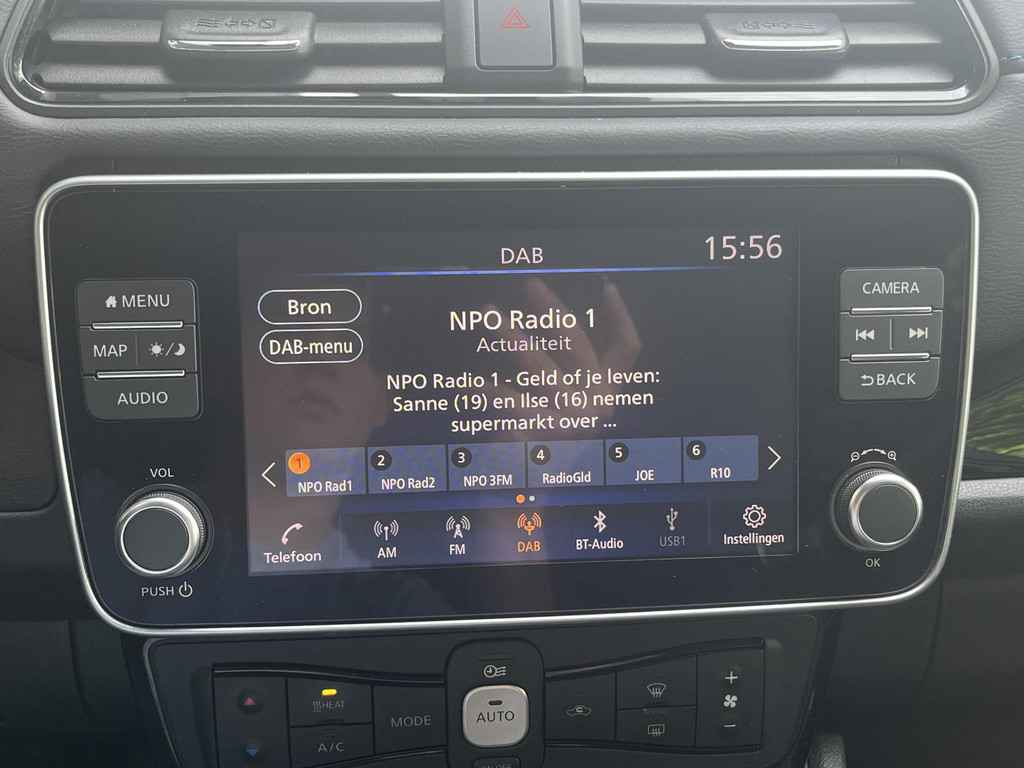 DAB
15:56
MENU
MAP
AUDIO
Bron
DAB-menu
NPO Radio 1
Actualiteit
NPO Radio 1 - Geld of je leven:
Sanne (19) en Ilse (16) nemen
supermarkt over ...
CAMERA
BACK
1
NPO Rad1
2
NPO Rad2
3
NPO 3FM
4
RadioGld
5
JOE
6
R10
VOL
PUSH
OK
Telefoon
AM
FM
DAB
BT-Audio
USB1
Instellingen
HEAT
A/C
MODE
AUTO
+
-